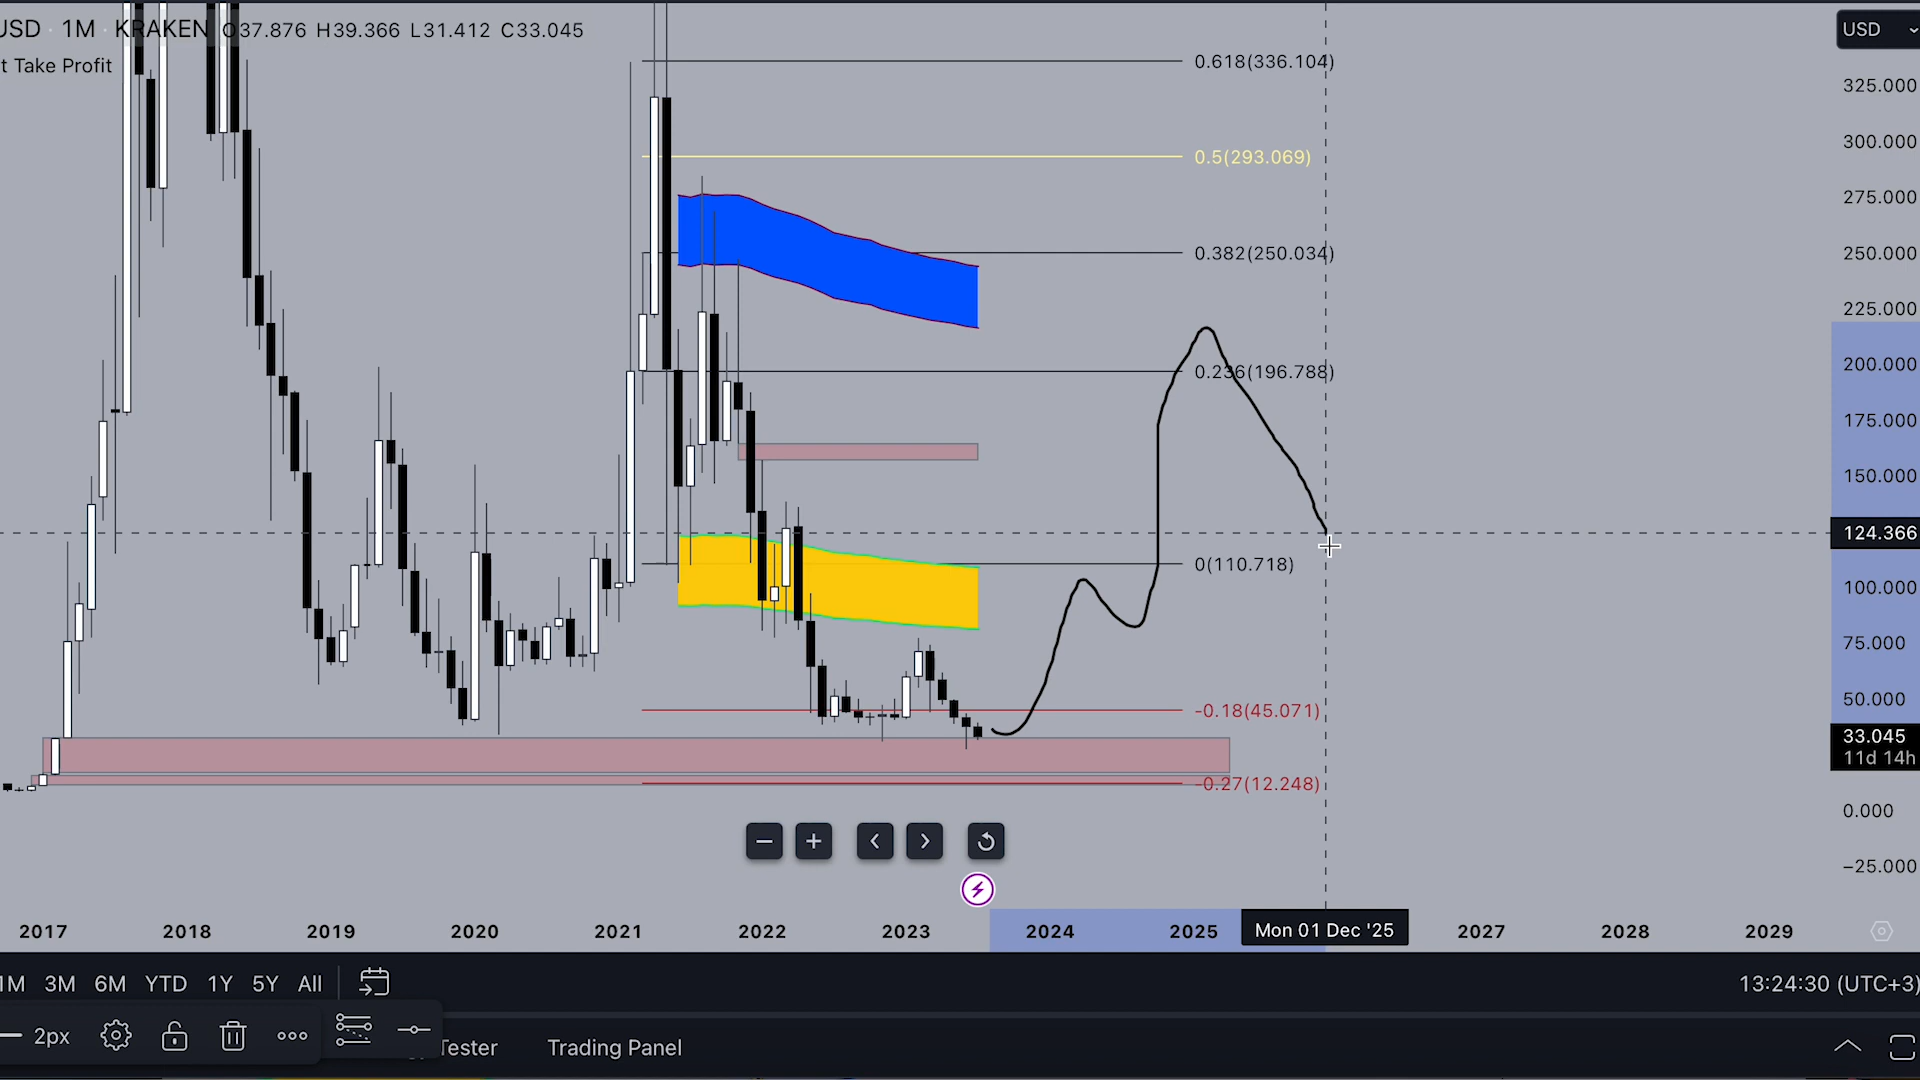 USD · 1M · KRAKEN O37.876 H39.366 L31.412 C33.045
t Take Profit
USD
0.618(336.104)
0.5(293.069)
0.382(250.034)
0.236(196.788)
0(110.718)
-0.18(45.071)
-0.27(12.248)
325.000
300.000
275.000
250.000
225.000
200.000
175.000
150.000
124.366
100.000
75.000
50.000
33.045
11d 14h
0.000
−25.000
2017 2018 2019 2020 2021 2022 2023 2024 2025 Mon 01 Dec '25 2027 2028 2029
1M 3M 6M YTD 1Y 5Y All
13:24:30 (UTC+3)
2px
Tester Trading Panel